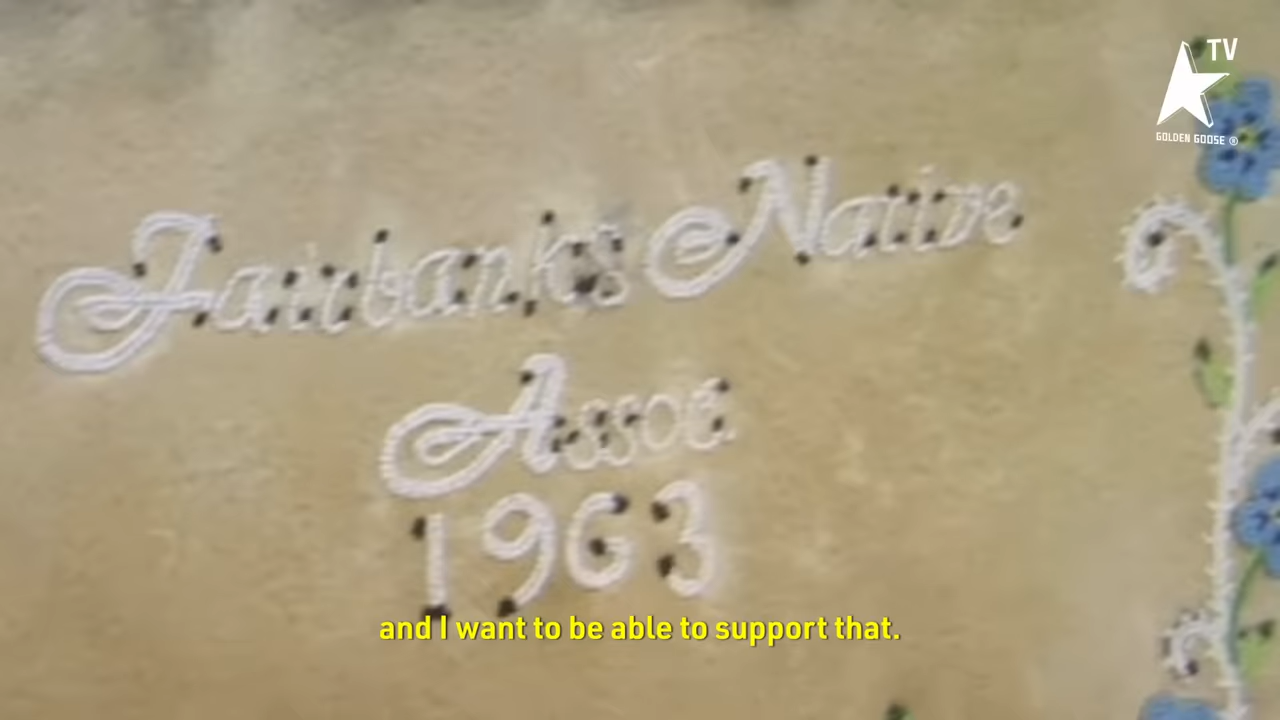 TV
GOLDEN GOOSE ®
Fairbanks Native
Assoc.
1963
and I want to be able to support that.